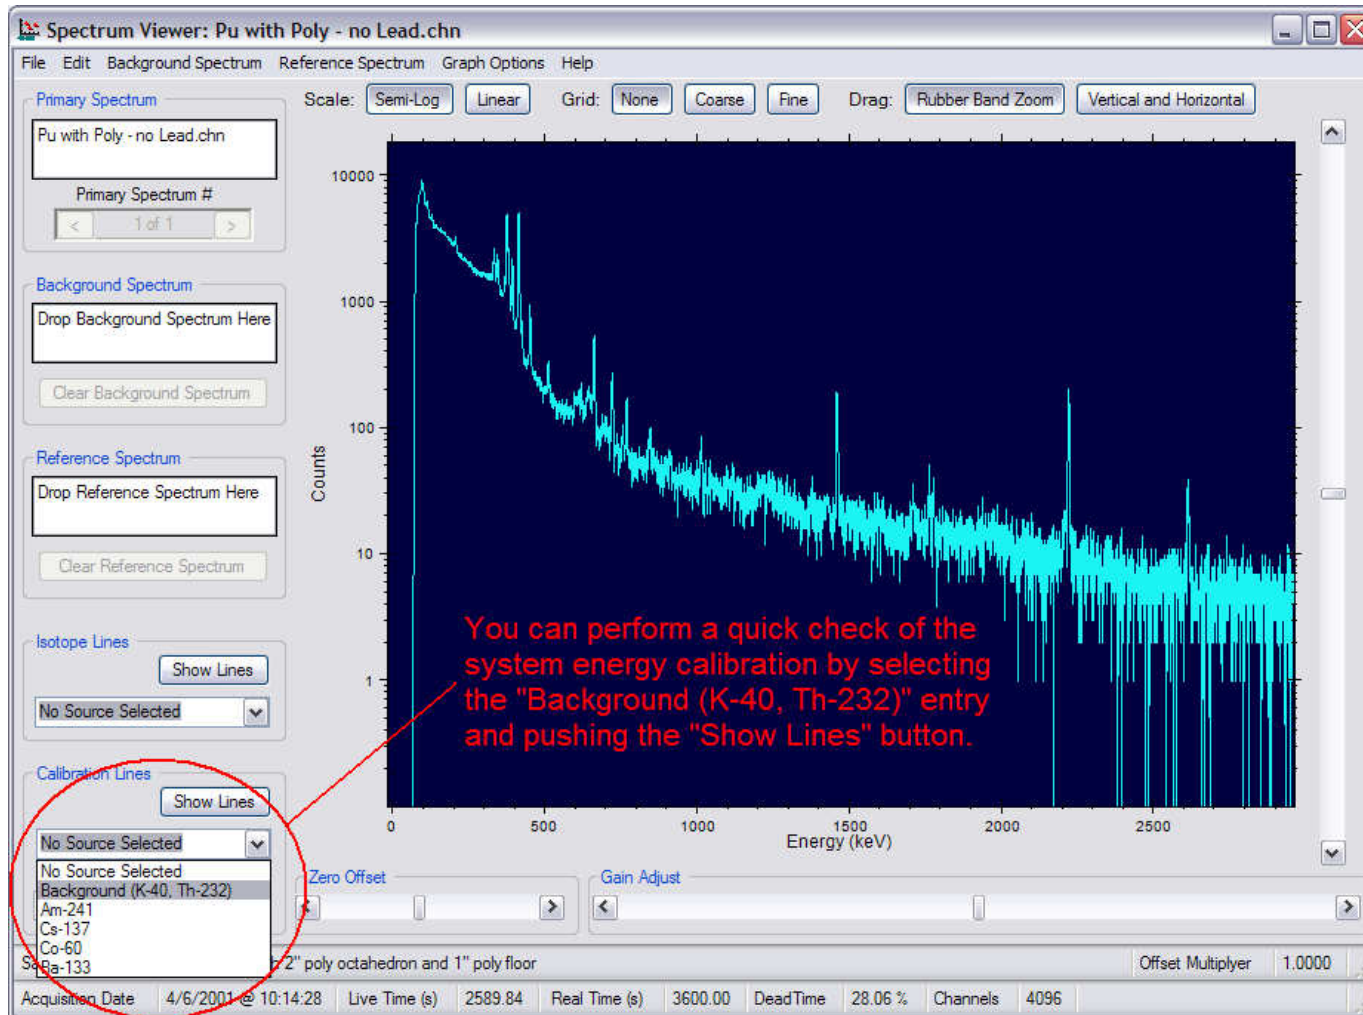 Spectrum Viewer: Pu with Poly - no Lead.chn
File Edit Background Spectrum Reference Spectrum Graph Options Help
Primary Spectrum
Pu with Poly - no Lead.chn
Primary Spectrum #
< 1 of 1 >
Background Spectrum
Drop Background Spectrum Here
Clear Background Spectrum
Reference Spectrum
Drop Reference Spectrum Here
Clear Reference Spectrum
Isotope Lines
Show Lines
No Source Selected
Calibration Lines
Show Lines
No Source Selected
No Source Selected
Background (K-40, Th-232)
Am-241
Cs-137
Co-60
Ba-133
Scale: Semi-Log Linear Grid: None Coarse Fine Drag: Rubber Band Zoom Vertical and Horizontal
10000
1000
100
10
1
Counts
You can perform a quick check of the
system energy calibration by selecting
the "Background (K-40, Th-232)" entry
and pushing the "Show Lines" button.
0 500 1000 1500 2000 2500
Energy (keV)
Zero Offset
Gain Adjust
2" poly octahedron and 1" poly floor
Offset Multiplyer 1.0000
Acquisition Date 4/6/2001 @ 10:14:28 Live Time (s) 2589.84 Real Time (s) 3600.00 DeadTime 28.06 % Channels 4096